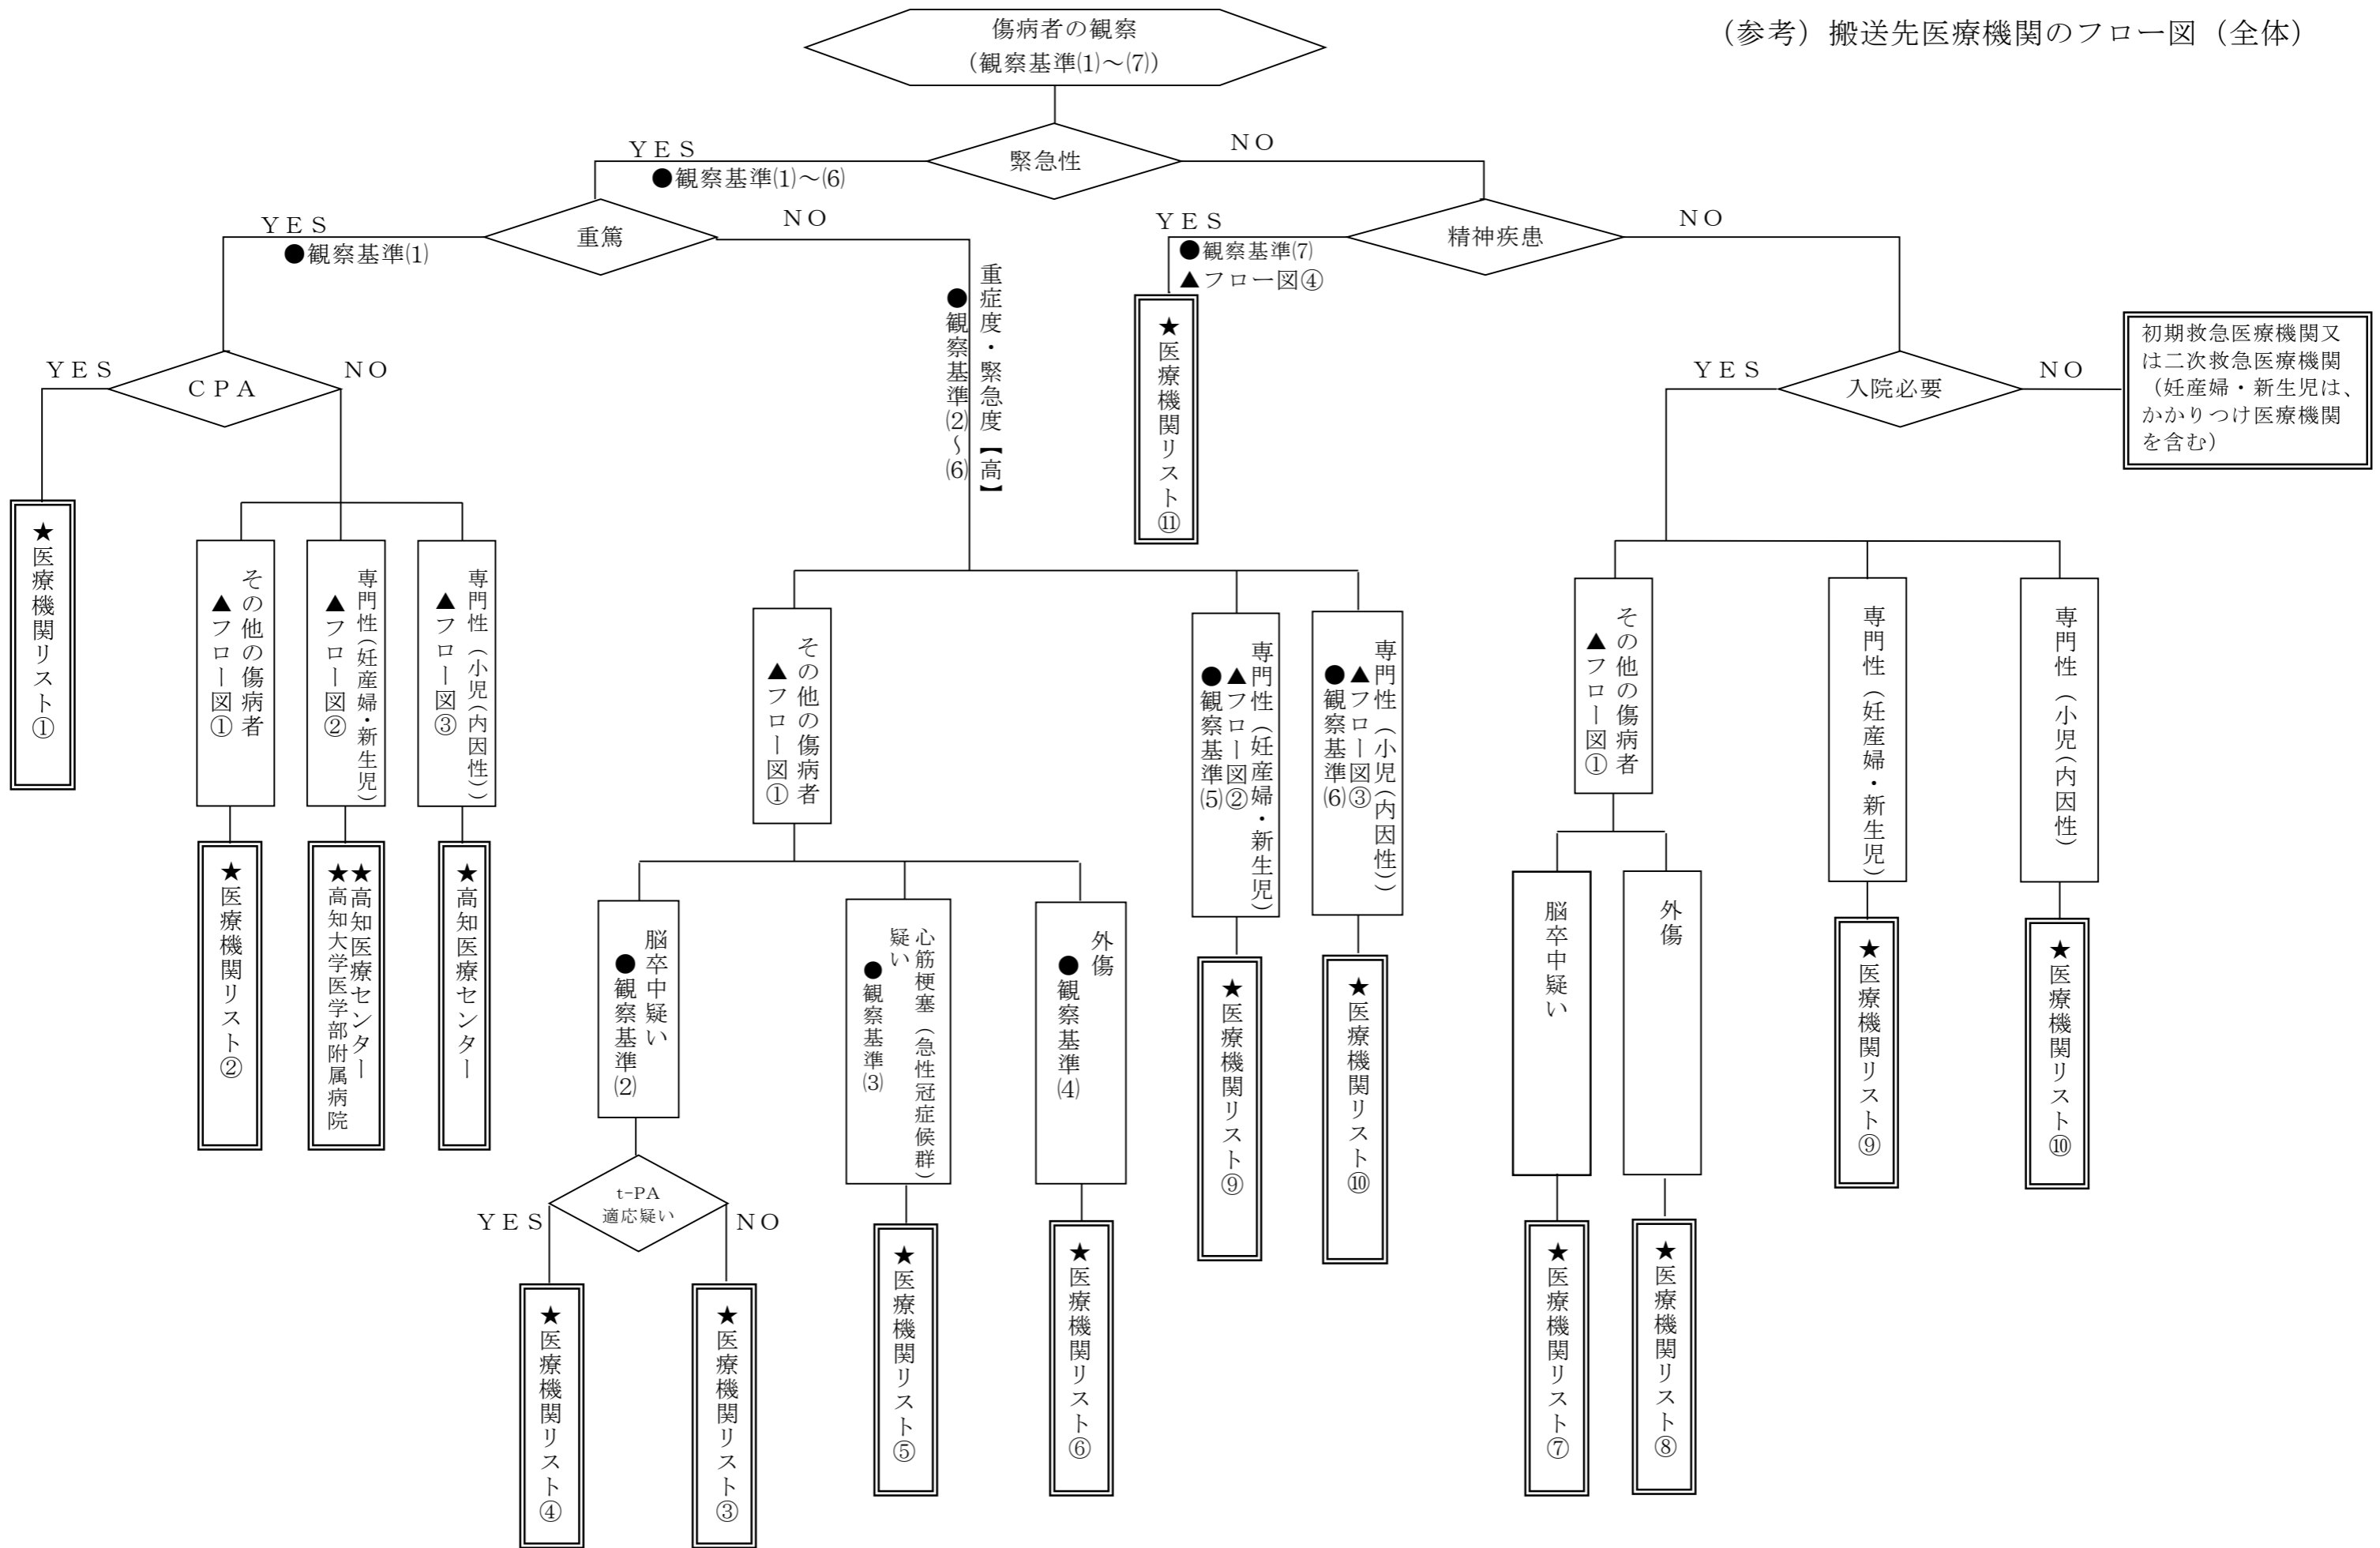 (参考) 搬送先医療機関のフロー図 (全体)
傷病者の観察
(観察基準⑴～⑺)
緊急性
YES
●観察基準⑴～⑹
NO
重篤
YES
●観察基準⑴
NO
重症度・緊急度【高】
●観察基準⑵～⑹
精神疾患
YES
●観察基準⑺
▲フロー図④
NO
★医療機関リスト⑪
CPA
YES
NO
入院必要
YES
NO
初期救急医療機関又
は二次救急医療機関
(妊産婦・新生児は、
かかりつけ医療機関
を含む)
★医療機関リスト①
その他の傷病者
▲フロー図①
専門性(妊産婦・新生児)
▲フロー図②
専門性(小児(内因性))
▲フロー図③
★医療機関リスト②
★高知医療センター
★高知大学医学部附属病院
★高知医療センター
その他の傷病者
▲フロー図①
専門性(妊産婦・新生児)
▲フロー図②
●観察基準⑸
専門性(小児(内因性))
▲フロー図③
●観察基準⑹
脳卒中疑い
●観察基準⑵
心筋梗塞(急性冠症候群)
疑い
●観察基準⑶
外傷
●観察基準⑷
★医療機関リスト⑨
★医療機関リスト⑩
t-PA
適応疑い
YES
NO
★医療機関リスト④
★医療機関リスト③
★医療機関リスト⑤
★医療機関リスト⑥
その他の傷病者
▲フロー図①
専門性(妊産婦・新生児)
専門性(小児(内因性)
脳卒中疑い
外傷
★医療機関リスト⑨
★医療機関リスト⑩
★医療機関リスト⑦
★医療機関リスト⑧